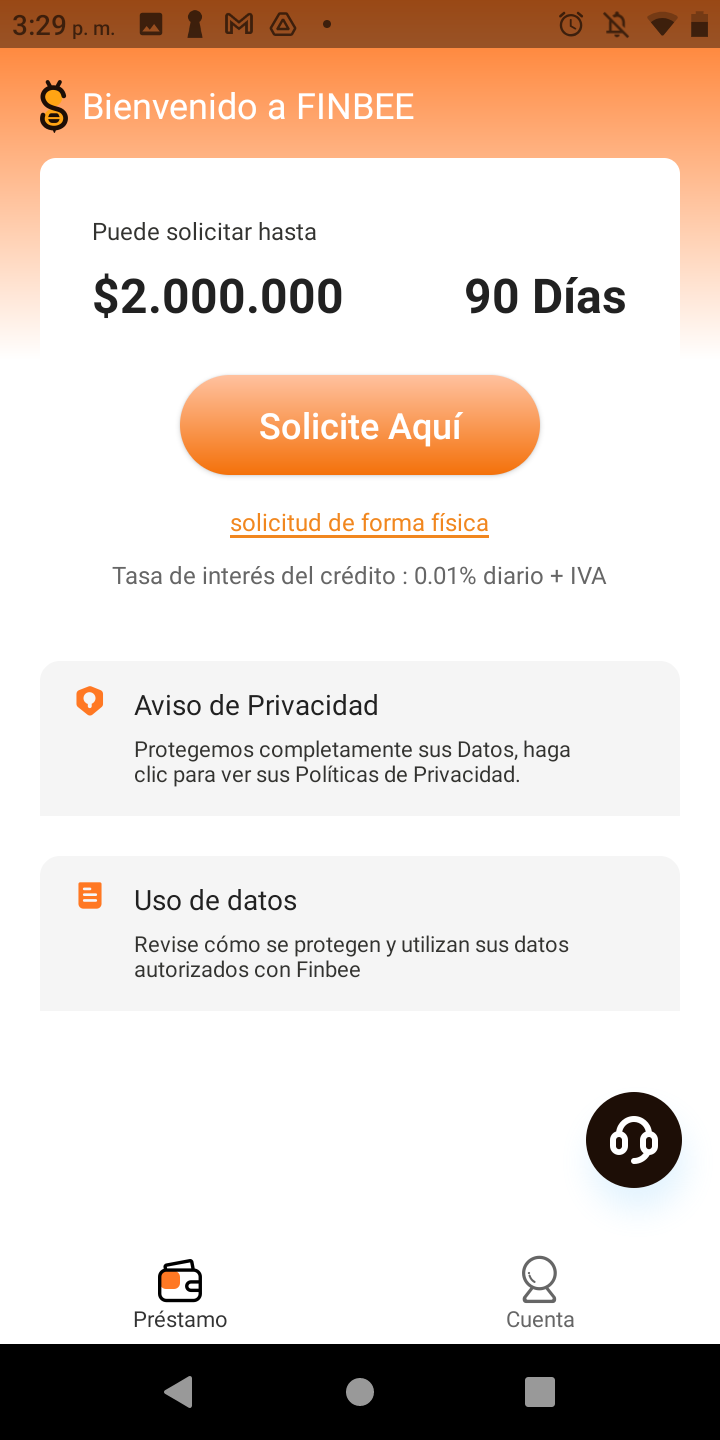 3:29 p. m.
Bienvenido a FINBEE
Puede solicitar hasta
$2.000.000 90 Días
Solicite Aquí
solicitud de forma física
Tasa de interés del crédito : 0.01% diario + IVA
Aviso de Privacidad
Protegemos completamente sus Datos, haga
clic para ver sus Políticas de Privacidad.
Uso de datos
Revise cómo se protegen y utilizan sus datos
autorizados con Finbee
Préstamo Cuenta